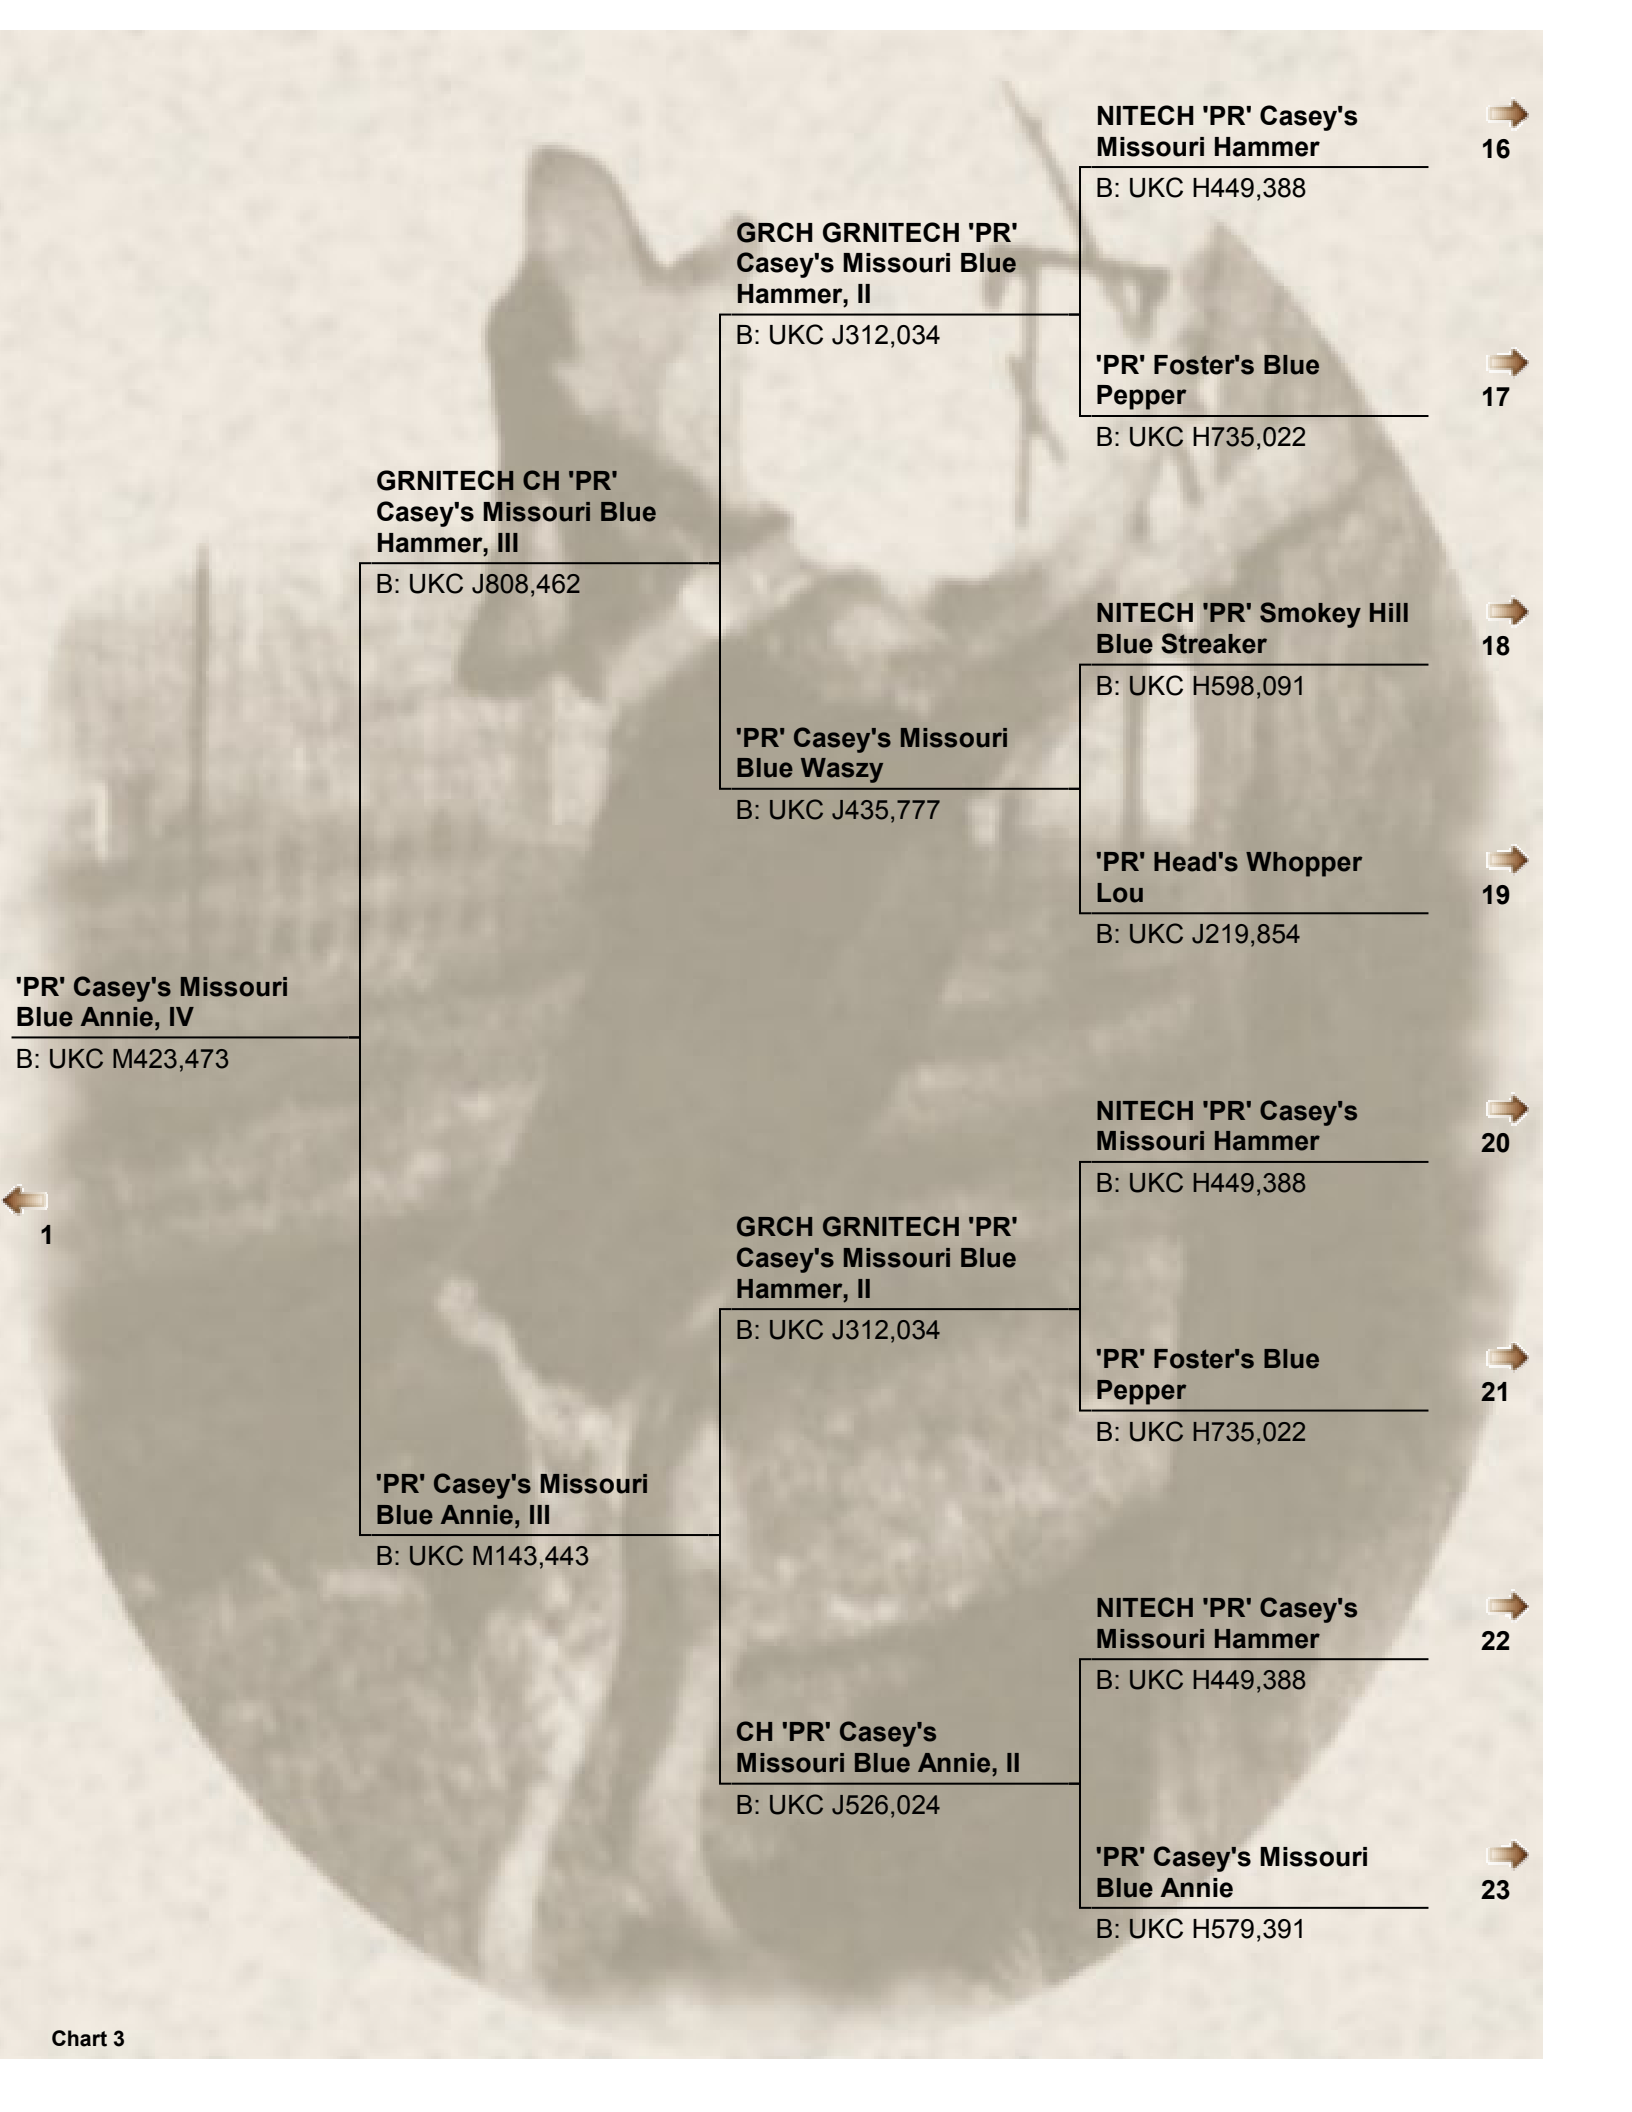 NITECH 'PR' Casey's
Missouri Hammer
16
B: UKC H449,388
GRCH GRNITECH 'PR'
Casey's Missouri Blue
Hammer, II
B: UKC J312,034
'PR' Foster's Blue
Pepper
17
B: UKC H735,022
GRNITECH CH 'PR'
Casey's Missouri Blue
Hammer, III
B: UKC J808,462
NITECH 'PR' Smokey Hill
Blue Streaker
18
B: UKC H598,091
'PR' Casey's Missouri
Blue Waszy
B: UKC J435,777
'PR' Head's Whopper
Lou
19
B: UKC J219,854
'PR' Casey's Missouri
Blue Annie, IV
B: UKC M423,473
1
NITECH 'PR' Casey's
Missouri Hammer
20
B: UKC H449,388
GRCH GRNITECH 'PR'
Casey's Missouri Blue
Hammer, II
B: UKC J312,034
'PR' Foster's Blue
Pepper
21
B: UKC H735,022
'PR' Casey's Missouri
Blue Annie, III
B: UKC M143,443
NITECH 'PR' Casey's
Missouri Hammer
22
B: UKC H449,388
CH 'PR' Casey's
Missouri Blue Annie, II
B: UKC J526,024
'PR' Casey's Missouri
Blue Annie
23
B: UKC H579,391
Chart 3